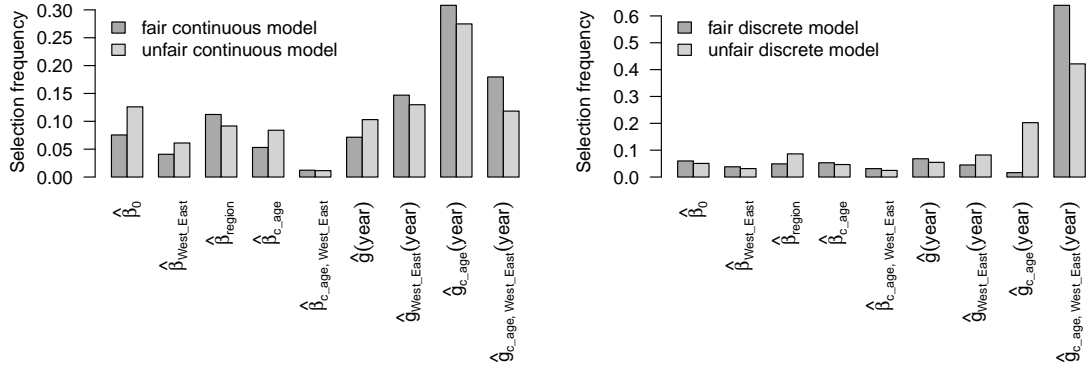 Selection frequency
0.30
0.25
0.20
0.15
0.10
0.05
0.00
fair continuous model
unfair continuous model
β̂0
β̂West_East
β̂region
β̂c_age
β̂c_age, West_East
ĝ(year)
ĝWest_East(year)
ĝc_age(year)
ĝc_age, West_East(year)
Selection frequency
0.6
0.5
0.4
0.3
0.2
0.1
0.0
fair discrete model
unfair discrete model
β̂0
β̂West_East
β̂region
β̂c_age
β̂c_age, West_East
ĝ(year)
ĝWest_East(year)
ĝc_age(year)
ĝc_age, West_East(year)